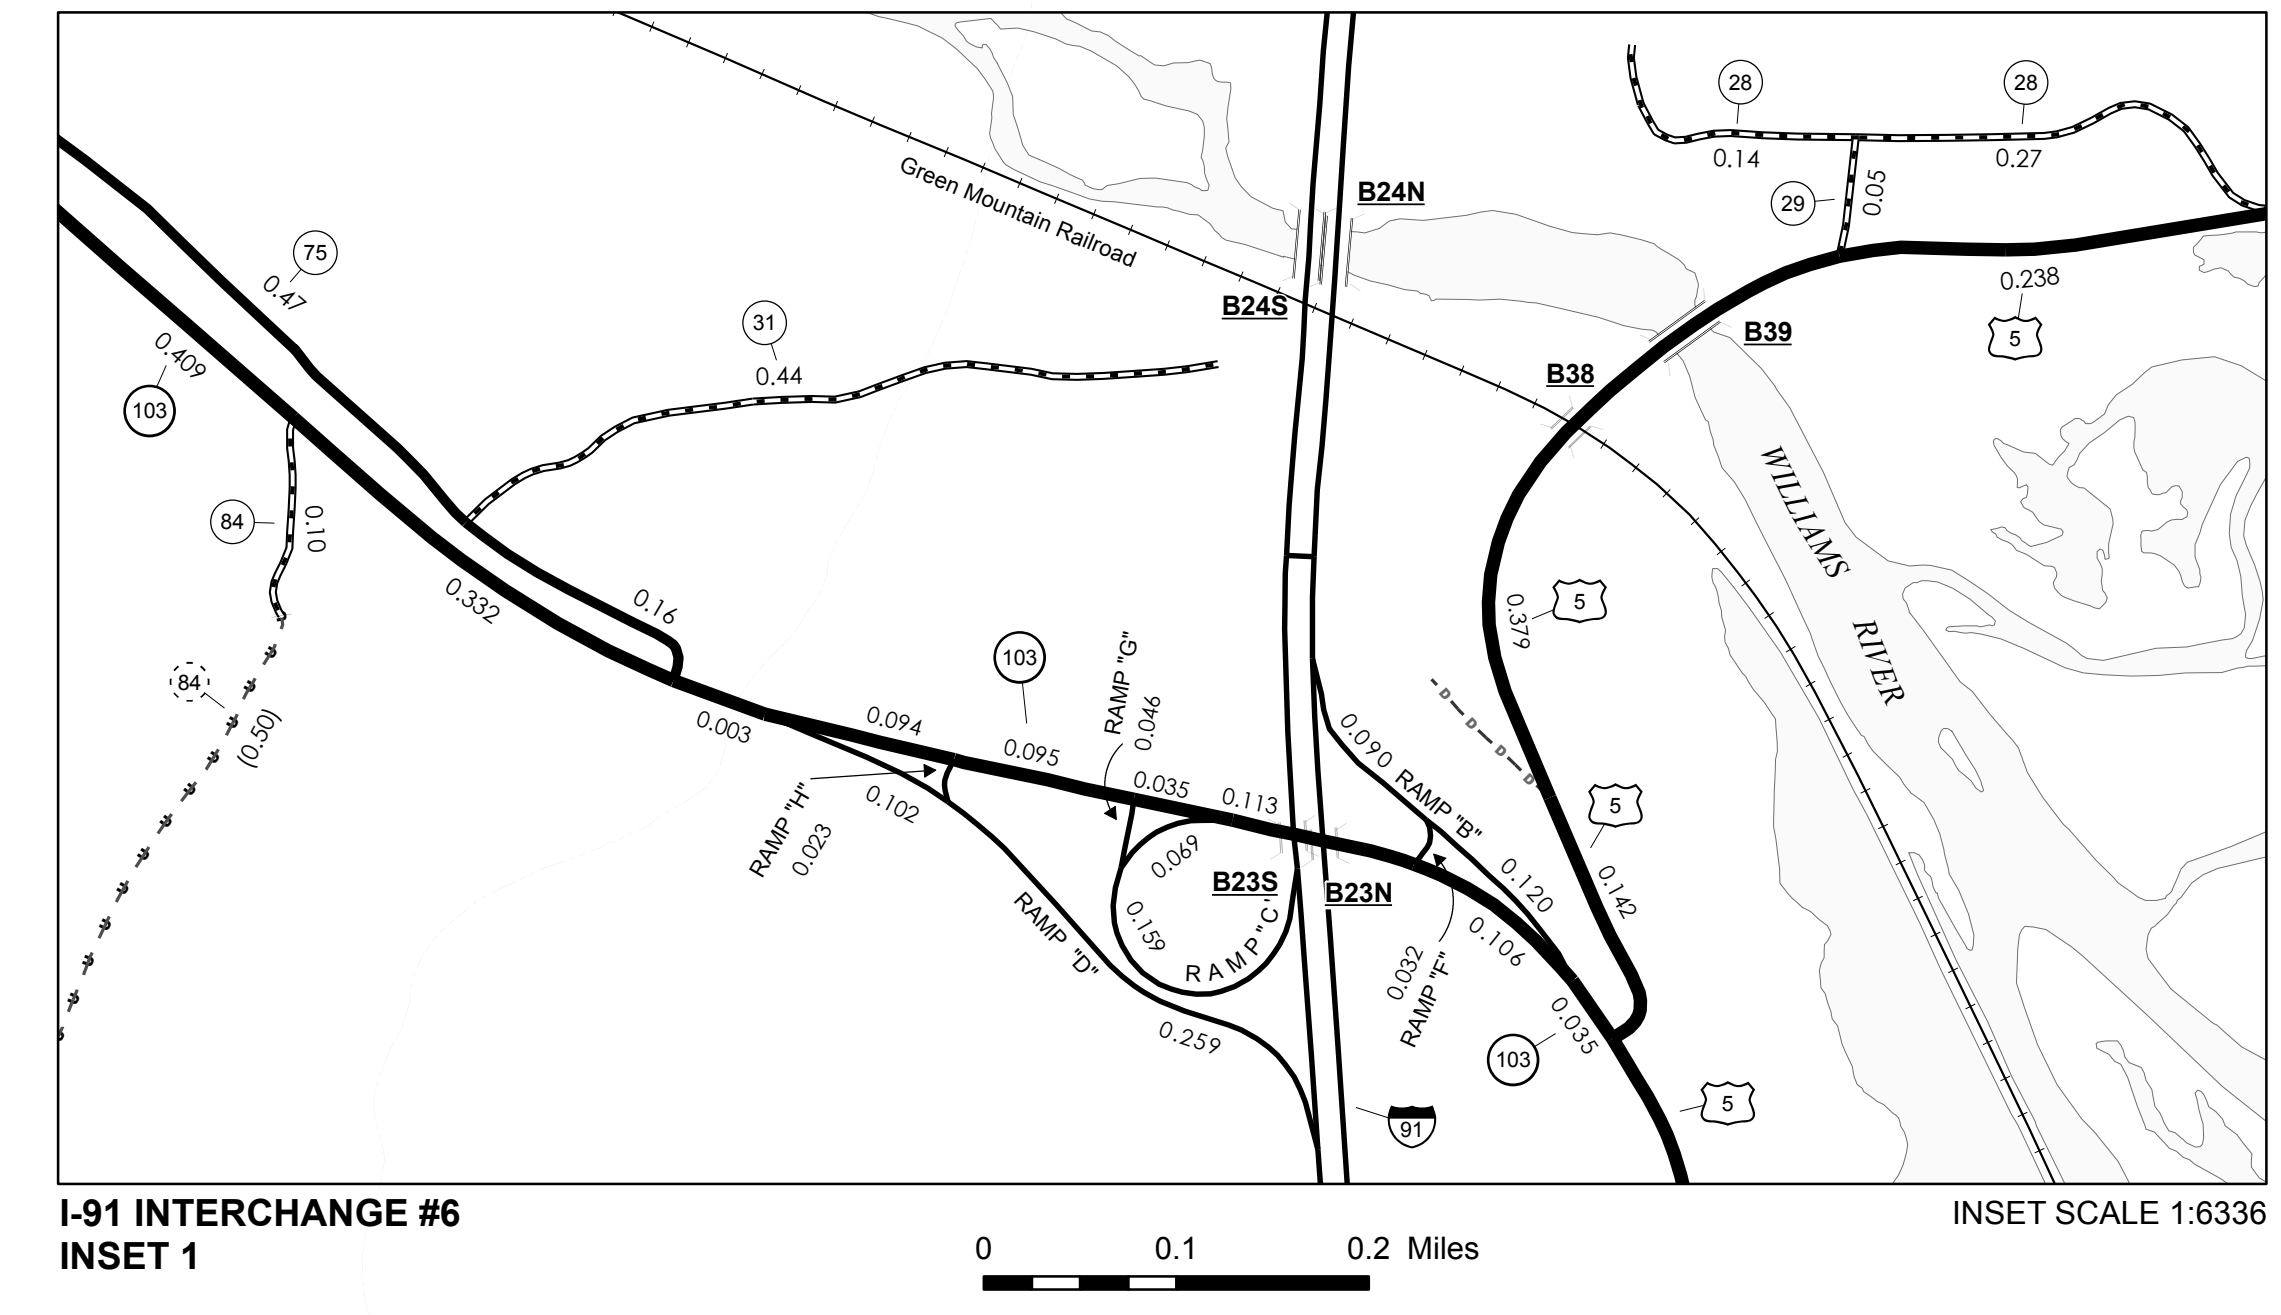 28
28
0.14
0.27
Green Mountain Railroad
B24N
29
0.05
75
0.47
0.238
5
B24S
31
B39
0.409
0.44
B38
103
WILLIAMS
84
0.10
0.332
0.16
5
0.379
RIVER
103
84
(0.50)
RAMP "G"
0.046
0.003
0.094
0.095
0.035
0.113
0.090
RAMP "B"
5
0.102
RAMP "H"
0.023
0.069
B23S
B23N
0.120
0.142
D
D
D
D
RAMP "D"
0.159
RAMP "C"
0.106
0.032
RAMP "F"
0.259
0.035
103
91
5
I-91 INTERCHANGE #6
INSET 1
INSET SCALE 1:6336
0 0.1 0.2 Miles